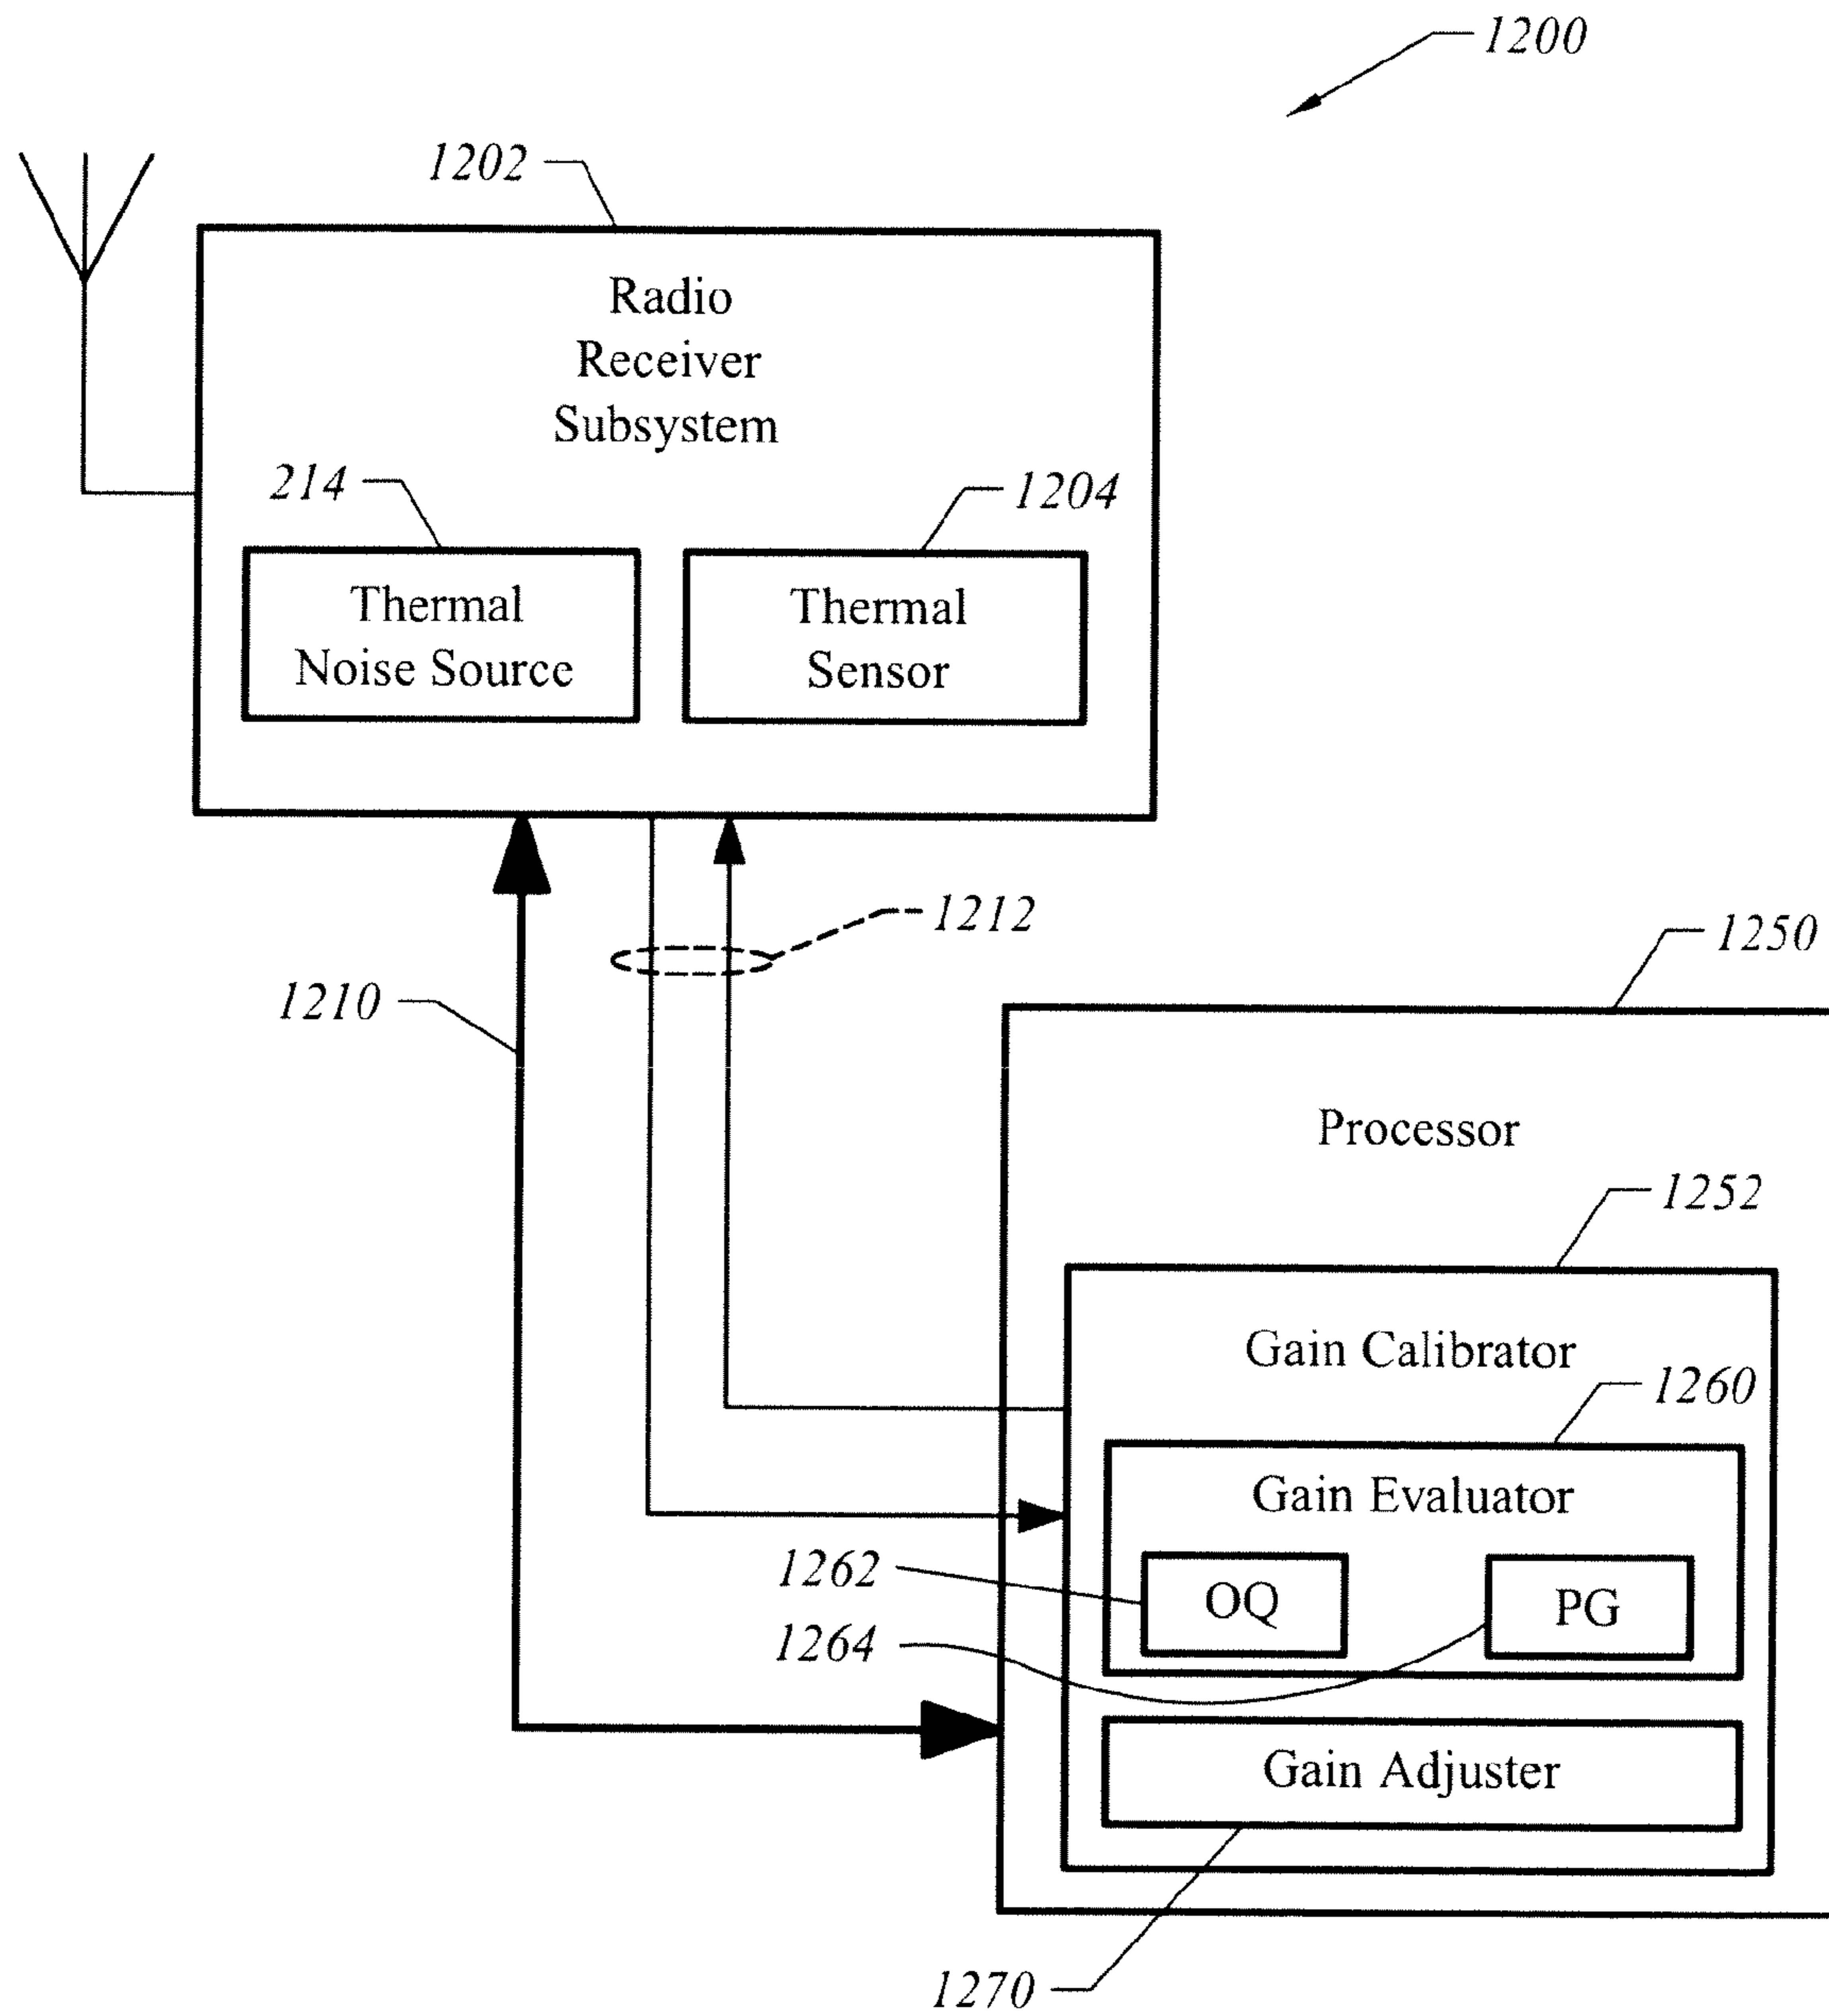 1200
1202
Radio
Receiver
Subsystem
214
1204
Thermal
Noise Source
Thermal
Sensor
1212
1210
1250
Processor
1252
Gain Calibrator
1260
Gain Evaluator
1262
OQ
PG
1264
Gain Adjuster
1270